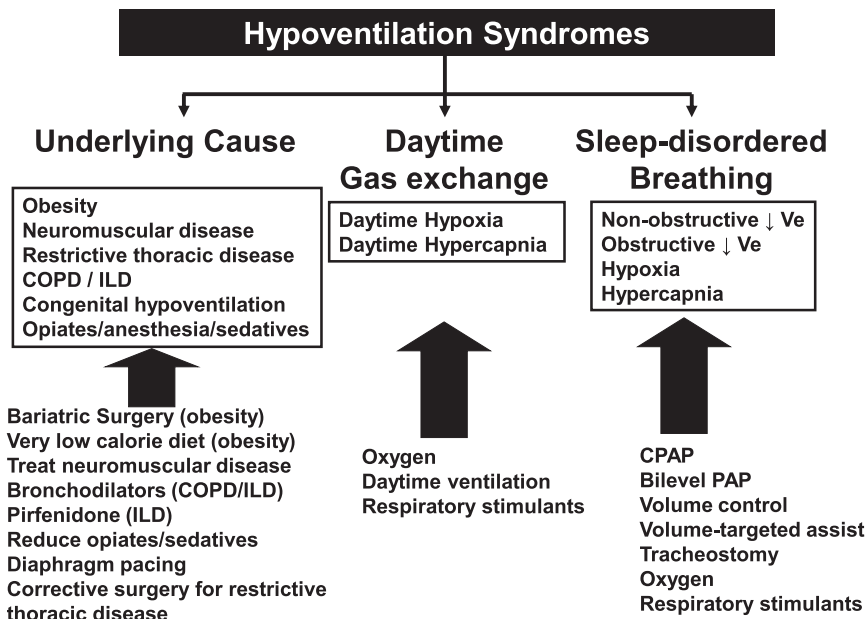 Hypoventilation Syndromes
Underlying Cause
Obesity
Neuromuscular disease
Restrictive thoracic disease
COPD / ILD
Congenital hypoventilation
Opiates/anesthesia/sedatives
Bariatric Surgery (obesity)
Very low calorie diet (obesity)
Treat neuromuscular disease
Bronchodilators (COPD/ILD)
Pirfenidone (ILD)
Reduce opiates/sedatives
Diaphragm pacing
Corrective surgery for restrictive
thoracic disease
Daytime
Gas exchange
Daytime Hypoxia
Daytime Hypercapnia
Oxygen
Daytime ventilation
Respiratory stimulants
Sleep-disordered
Breathing
Non-obstructive ↓ Ve
Obstructive ↓ Ve
Hypoxia
Hypercapnia
CPAP
Bilevel PAP
Volume control
Volume-targeted assist
Tracheostomy
Oxygen
Respiratory stimulants